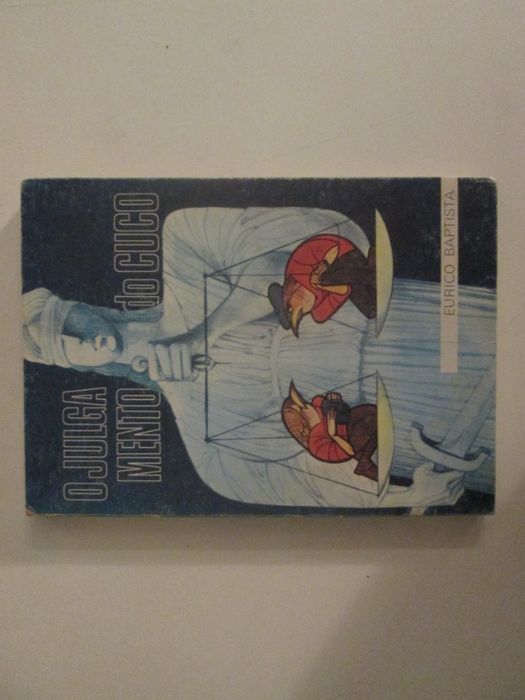 O JULGA
MENTO
do CUCO
EURICO BAPTISTA